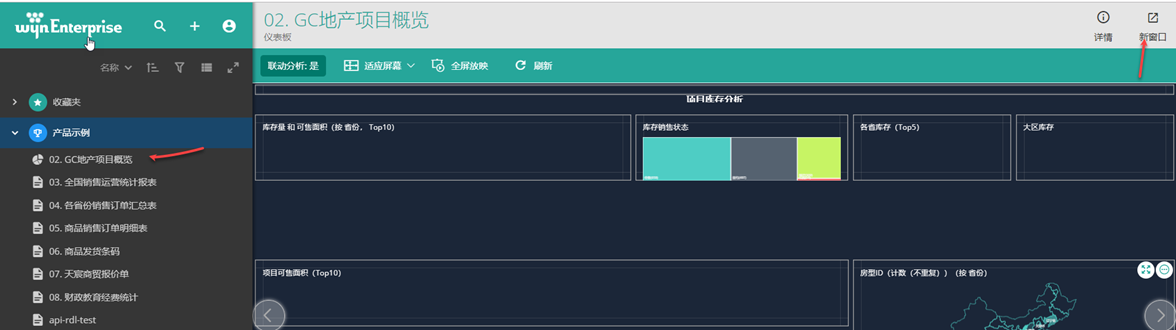 wyn Enterprise
02. GC地产项目概览
仪表板
详情
新窗口
名称
联动分析: 是
适应屏幕
全屏放映
刷新
收藏夹
产品示例
02. GC地产项目概览
03. 全国销售运营统计报表
04. 各省份销售订单汇总表
05. 商品销售订单明细表
06. 商品发货条码
07. 天宸商贸报价单
08. 财政教育经费统计
api-rdl-test
项目库存分析
库存量 和 可售面积（按 省份， Top10）
库存销售状态
各省库存（Top5）
大区库存
项目可售面积（Top10）
房型ID（计数（不重复））（按 省份）